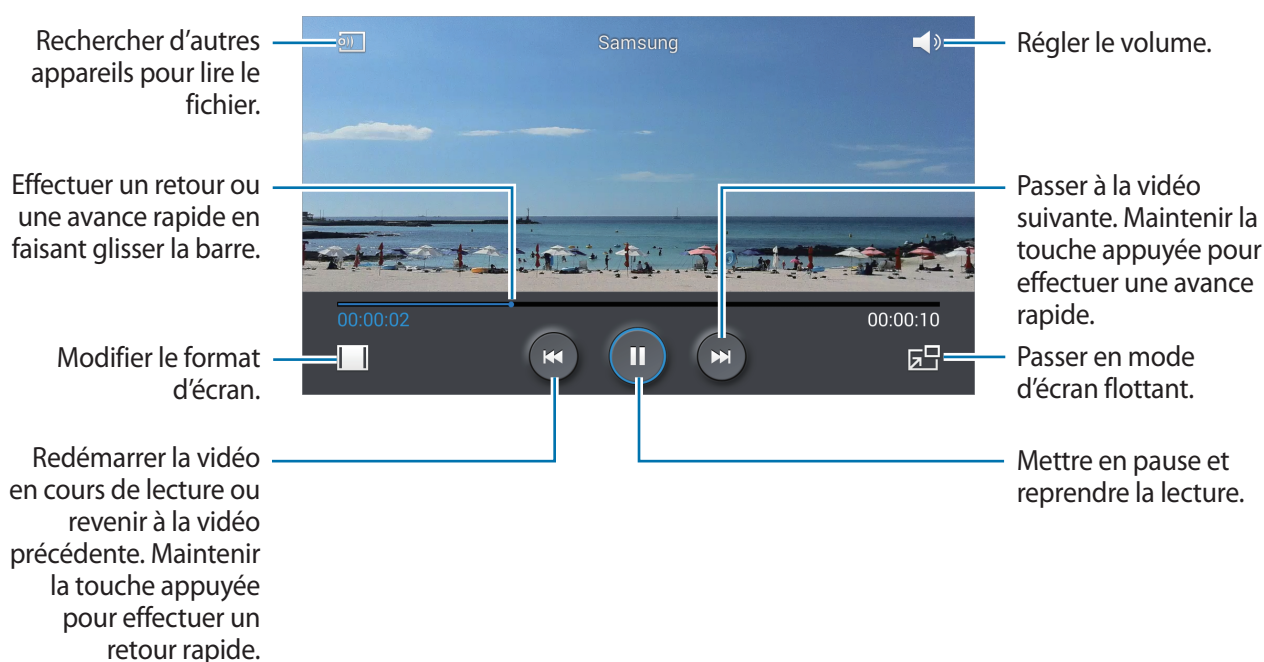 Rechercher d'autres
appareils pour lire le
fichier.
Samsung
Régler le volume.
Effectuer un retour ou
une avance rapide en
faisant glisser la barre.
Passer à la vidéo
suivante. Maintenir la
touche appuyée pour
effectuer une avance
rapide.
00:00:02
00:00:10
Modifier le format
d'écran.
Passer en mode
d'écran flottant.
Redémarrer la vidéo
en cours de lecture ou
revenir à la vidéo
précédente. Maintenir
la touche appuyée
pour effectuer un
retour rapide.
Mettre en pause et
reprendre la lecture.